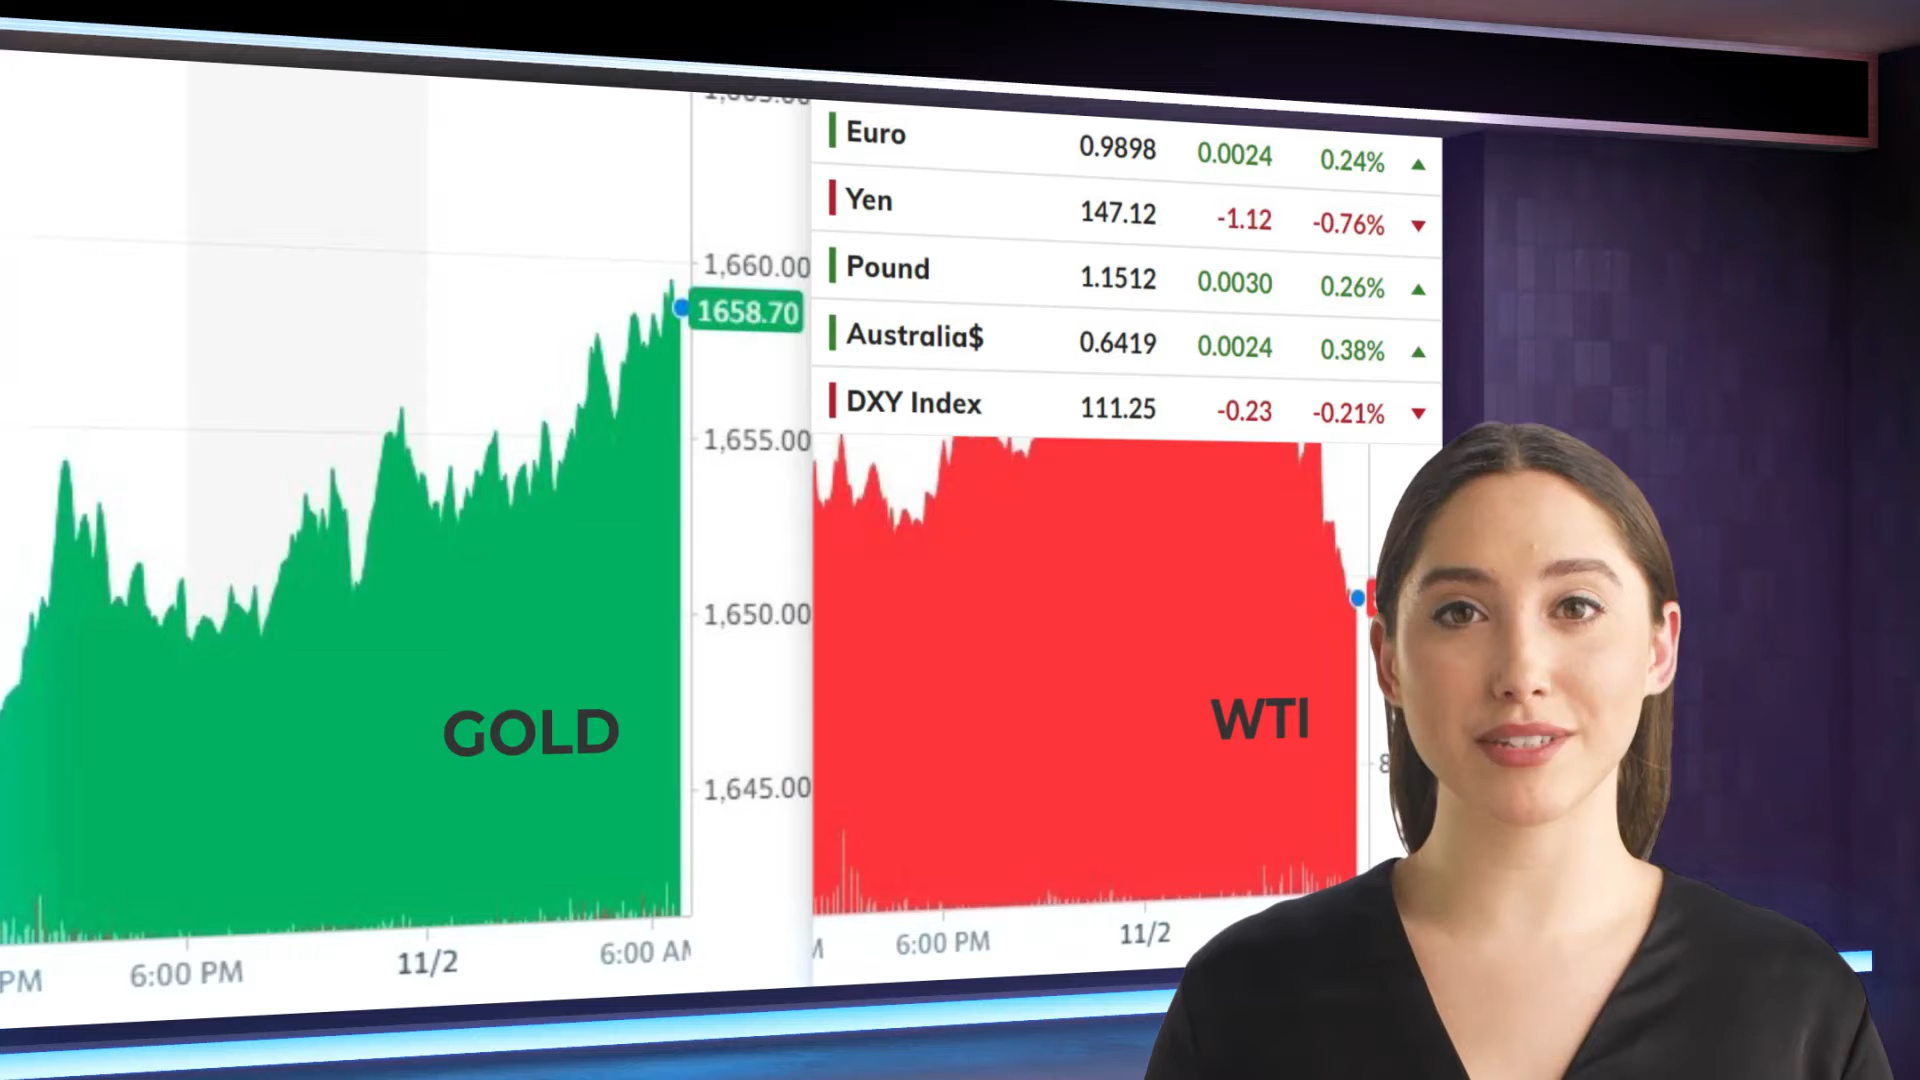 1,660.00
1658.70
1,655.00
1,650.00
1,645.00
GOLD
PM 6:00 PM 11/2 6:00 AM
Euro 0.9898 0.0024 0.24% ▲
Yen 147.12 -1.12 -0.76% ▼
Pound 1.1512 0.0030 0.26% ▲
Australia$ 0.6419 0.0024 0.38% ▲
DXY Index 111.25 -0.23 -0.21% ▼
WTI
8
6:00 PM 11/2